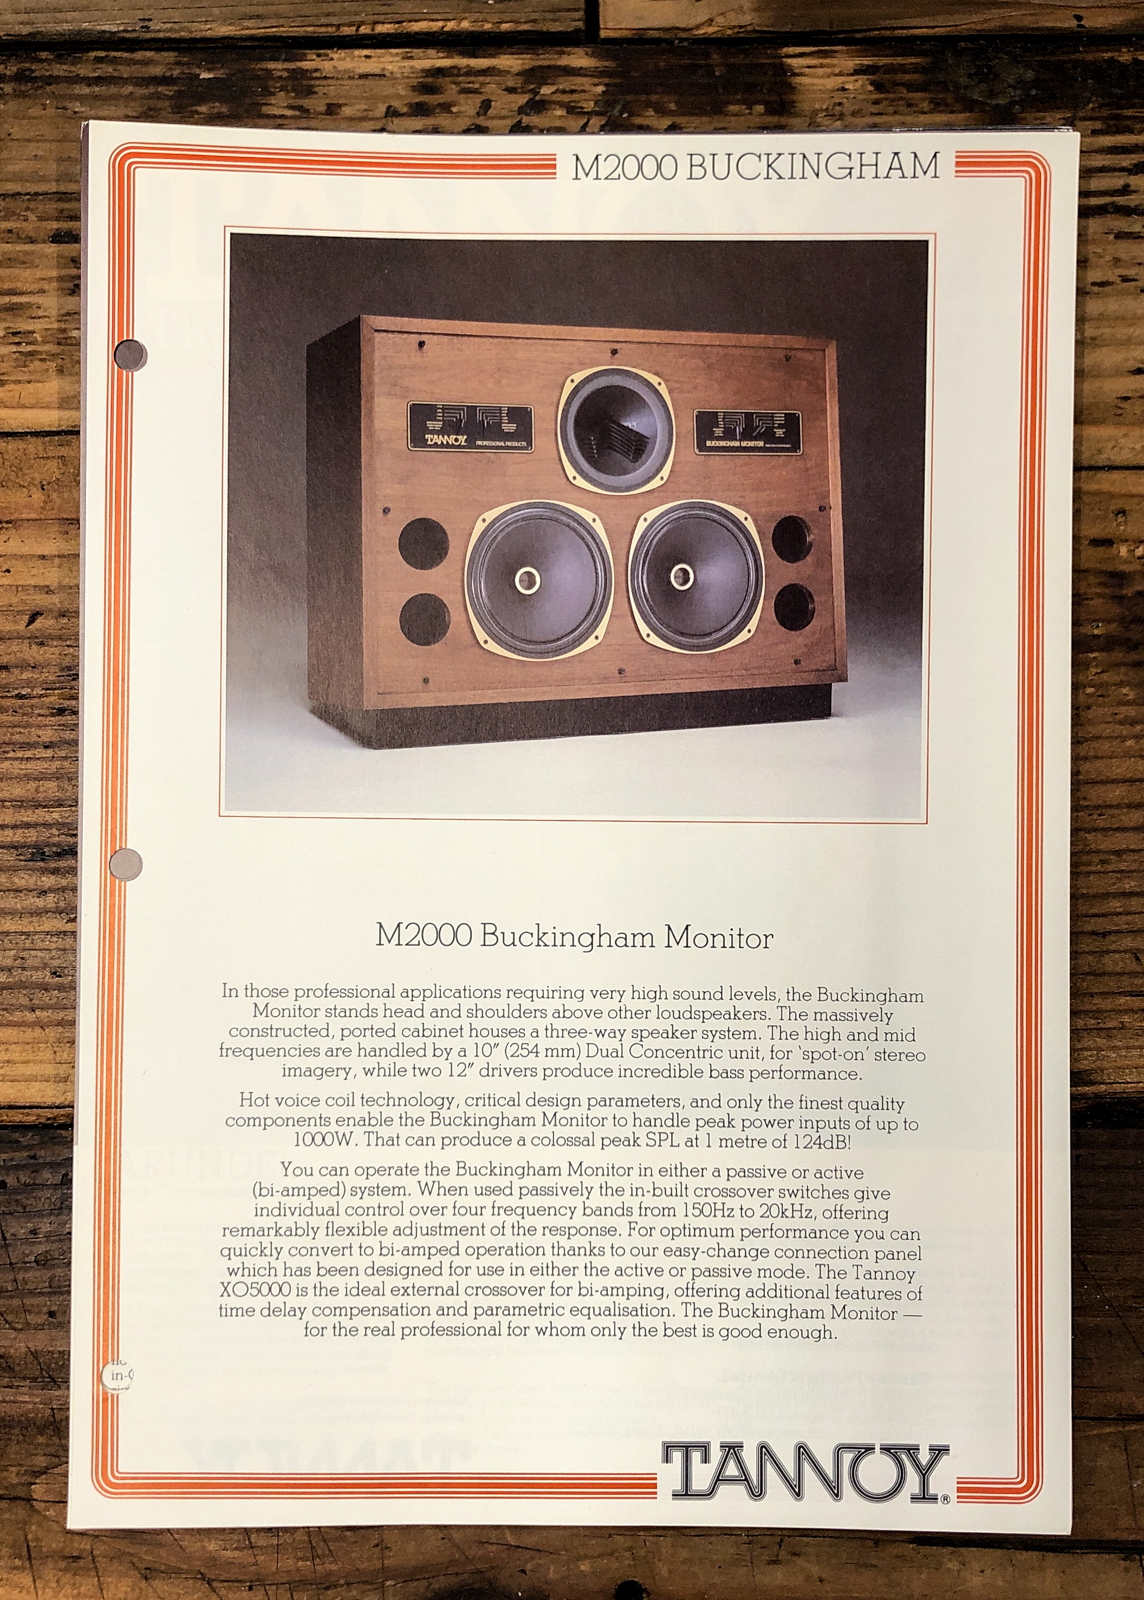 M2000 BUCKINGHAM
TANNOY PROFESSIONAL PRODUCTS
BUCKINGHAM MONITOR
M2000 Buckingham Monitor
In those professional applications requiring very high sound levels, the Buckingham
Monitor stands head and shoulders above other loudspeakers. The massively
constructed, ported cabinet houses a three-way speaker system. The high and mid
frequencies are handled by a 10″ (254 mm) Dual Concentric unit, for ‘spot-on’ stereo
imagery, while two 12″ drivers produce incredible bass performance.
Hot voice coil technology, critical design parameters, and only the finest quality
components enable the Buckingham Monitor to handle peak power inputs of up to
1000W. That can produce a colossal peak SPL at 1 metre of 124dB!
You can operate the Buckingham Monitor in either a passive or active
(bi-amped) system. When used passively the in-built crossover switches give
individual control over four frequency bands from 150Hz to 20kHz, offering
remarkably flexible adjustment of the response. For optimum performance you can
quickly convert to bi-amped operation thanks to our easy-change connection panel
which has been designed for use in either the active or passive mode. The Tannoy
XO5000 is the ideal external crossover for bi-amping, offering additional features of
time delay compensation and parametric equalisation. The Buckingham Monitor —
for the real professional for whom only the best is good enough.
in-
TANNOY®